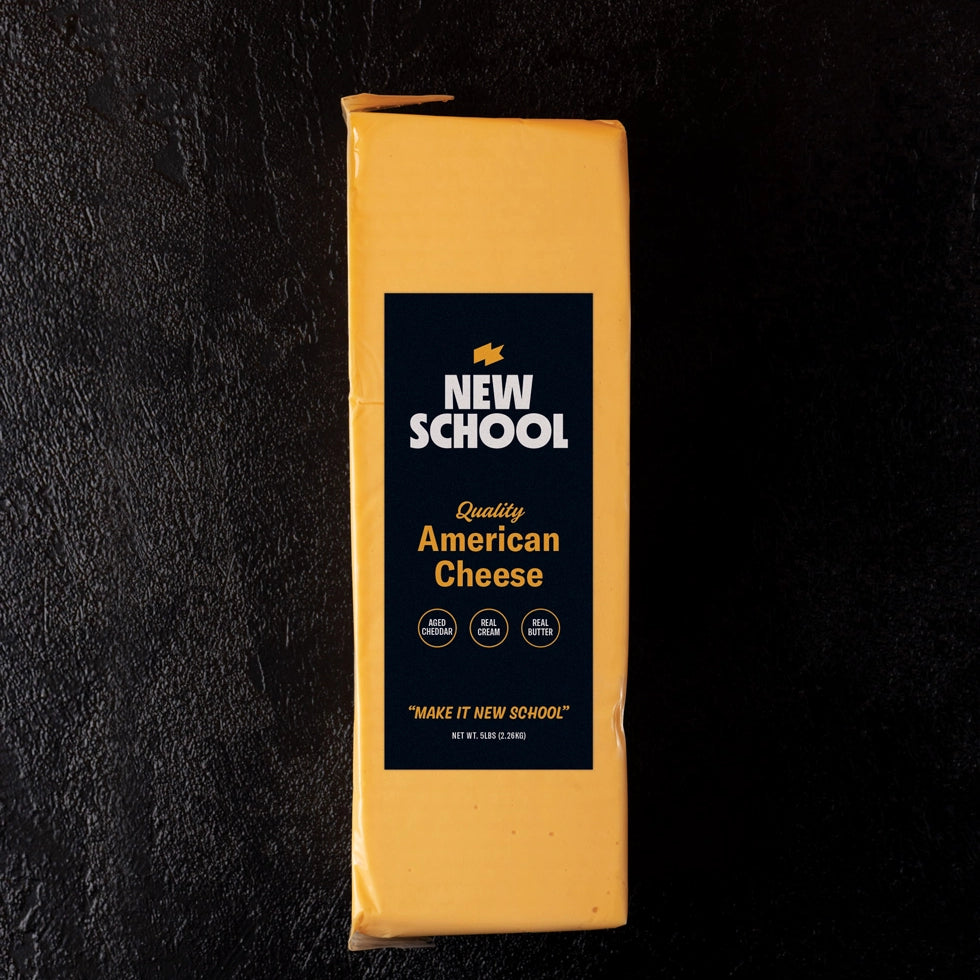 NEW
SCHOOL
Quality
American
Cheese
AGED
CHEDDAR
REAL
CREAM
REAL
BUTTER
“MAKE IT NEW SCHOOL”
NET WT. 5LBS (2.26KG)